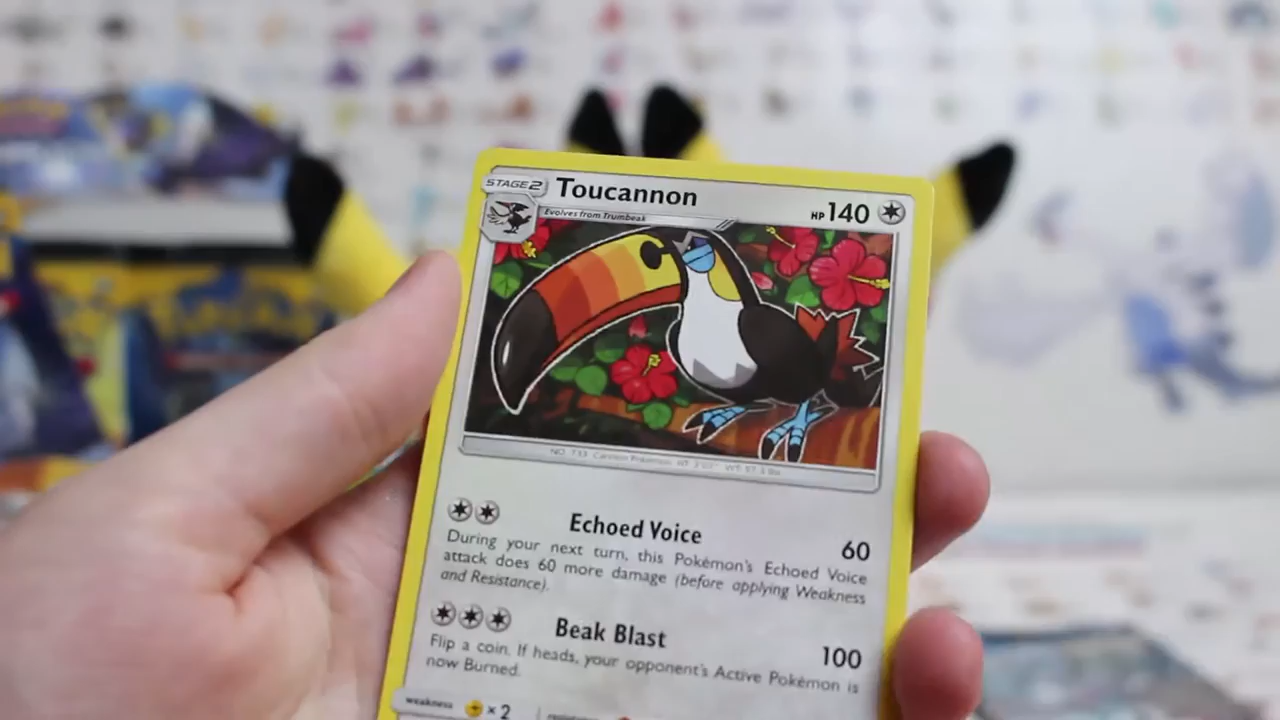 STAGE 2 Toucannon HP 140
Evolves from Trumbeak
NO. 733 Cannon Pokémon HT: 3'07" WT: 57.3 lbs
Echoed Voice 60
During your next turn, this Pokémon's Echoed Voice
attack does 60 more damage (before applying Weakness
and Resistance).
Beak Blast 100
Flip a coin. If heads, your opponent's Active Pokémon is
now Burned.
weakness × 2 resistance